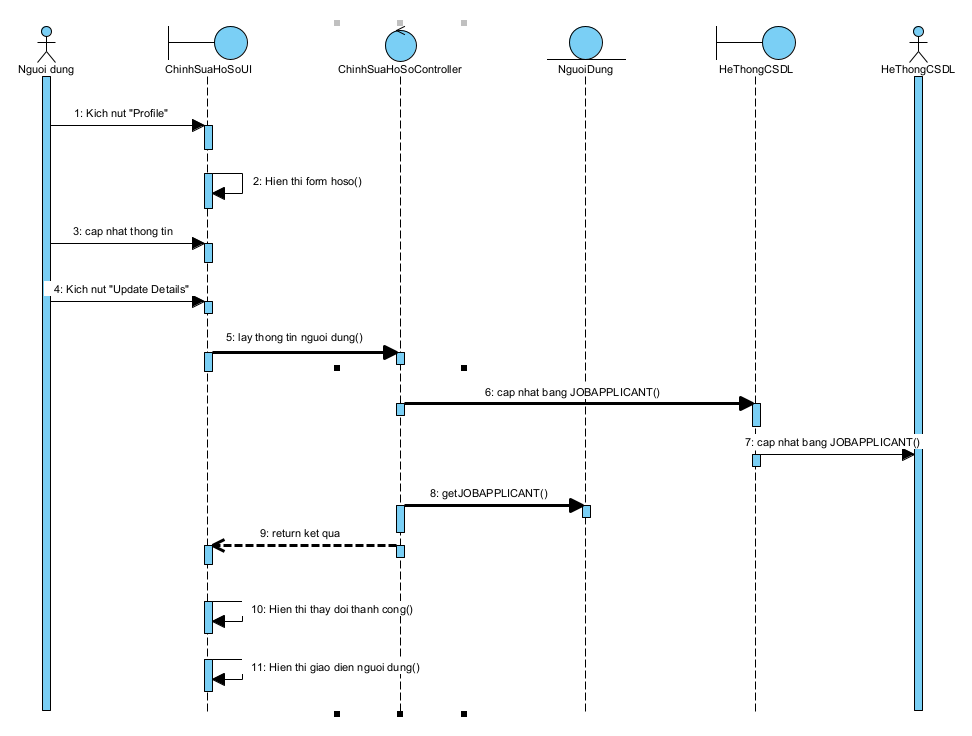 Nguoi dung
ChinhSuaHoSoUI
ChinhSuaHoSoController
NguoiDung
HeThongCSDL
HeThongCSDL
1: Kich nut "Profile"
2: Hien thi form hoso()
3: cap nhat thong tin
4: Kich nut "Update Details"
5: lay thong tin nguoi dung()
6: cap nhat bang JOBAPPLICANT()
7: cap nhat bang JOBAPPLICANT()
8: getJOBAPPLICANT()
9: return ket qua
10: Hien thi thay doi thanh cong()
11: Hien thi giao dien nguoi dung()